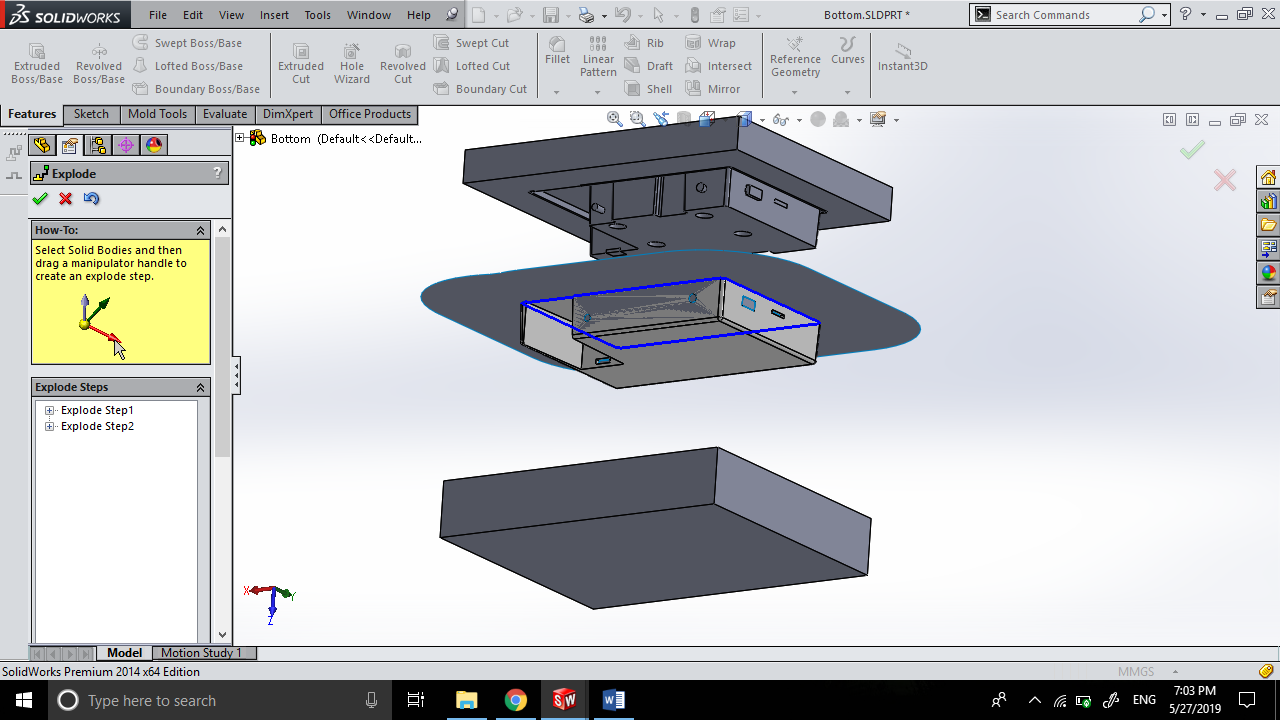 SOLIDWORKS File Edit View Insert Tools Window Help Bottom.SLDPRT * Search Commands
Extruded Boss/Base
Revolved Boss/Base
Swept Boss/Base
Lofted Boss/Base
Boundary Boss/Base
Extruded Cut
Hole Wizard
Revolved Cut
Swept Cut
Lofted Cut
Boundary Cut
Fillet
Linear Pattern
Rib
Draft
Shell
Wrap
Intersect
Mirror
Reference Geometry
Curves
Instant3D
Features Sketch Mold Tools Evaluate DimXpert Office Products
Bottom (Default<<Default...
Explode ?
How-To:
Select Solid Bodies and then
drag a manipulator handle to
create an explode step.
Explode Steps
Explode Step1
Explode Step2
X Y
Z
Model Motion Study 1
SolidWorks Premium 2014 x64 Edition MMGS
Type here to search ENG 7:03 PM
5/27/2019